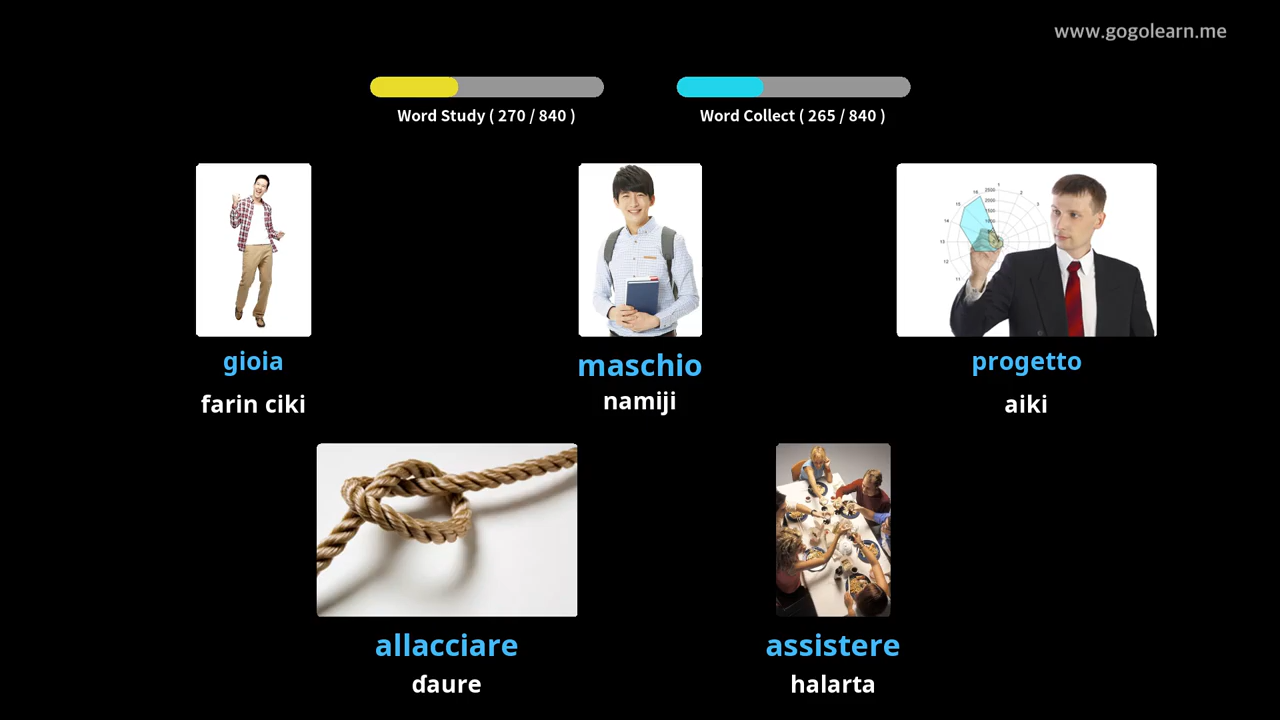 www.gogolearn.me
Word Study ( 270 / 840 )
Word Collect ( 265 / 840 )
gioia
farin ciki
maschio
namiji
progetto
aiki
allacciare
ɗaure
assistere
halarta